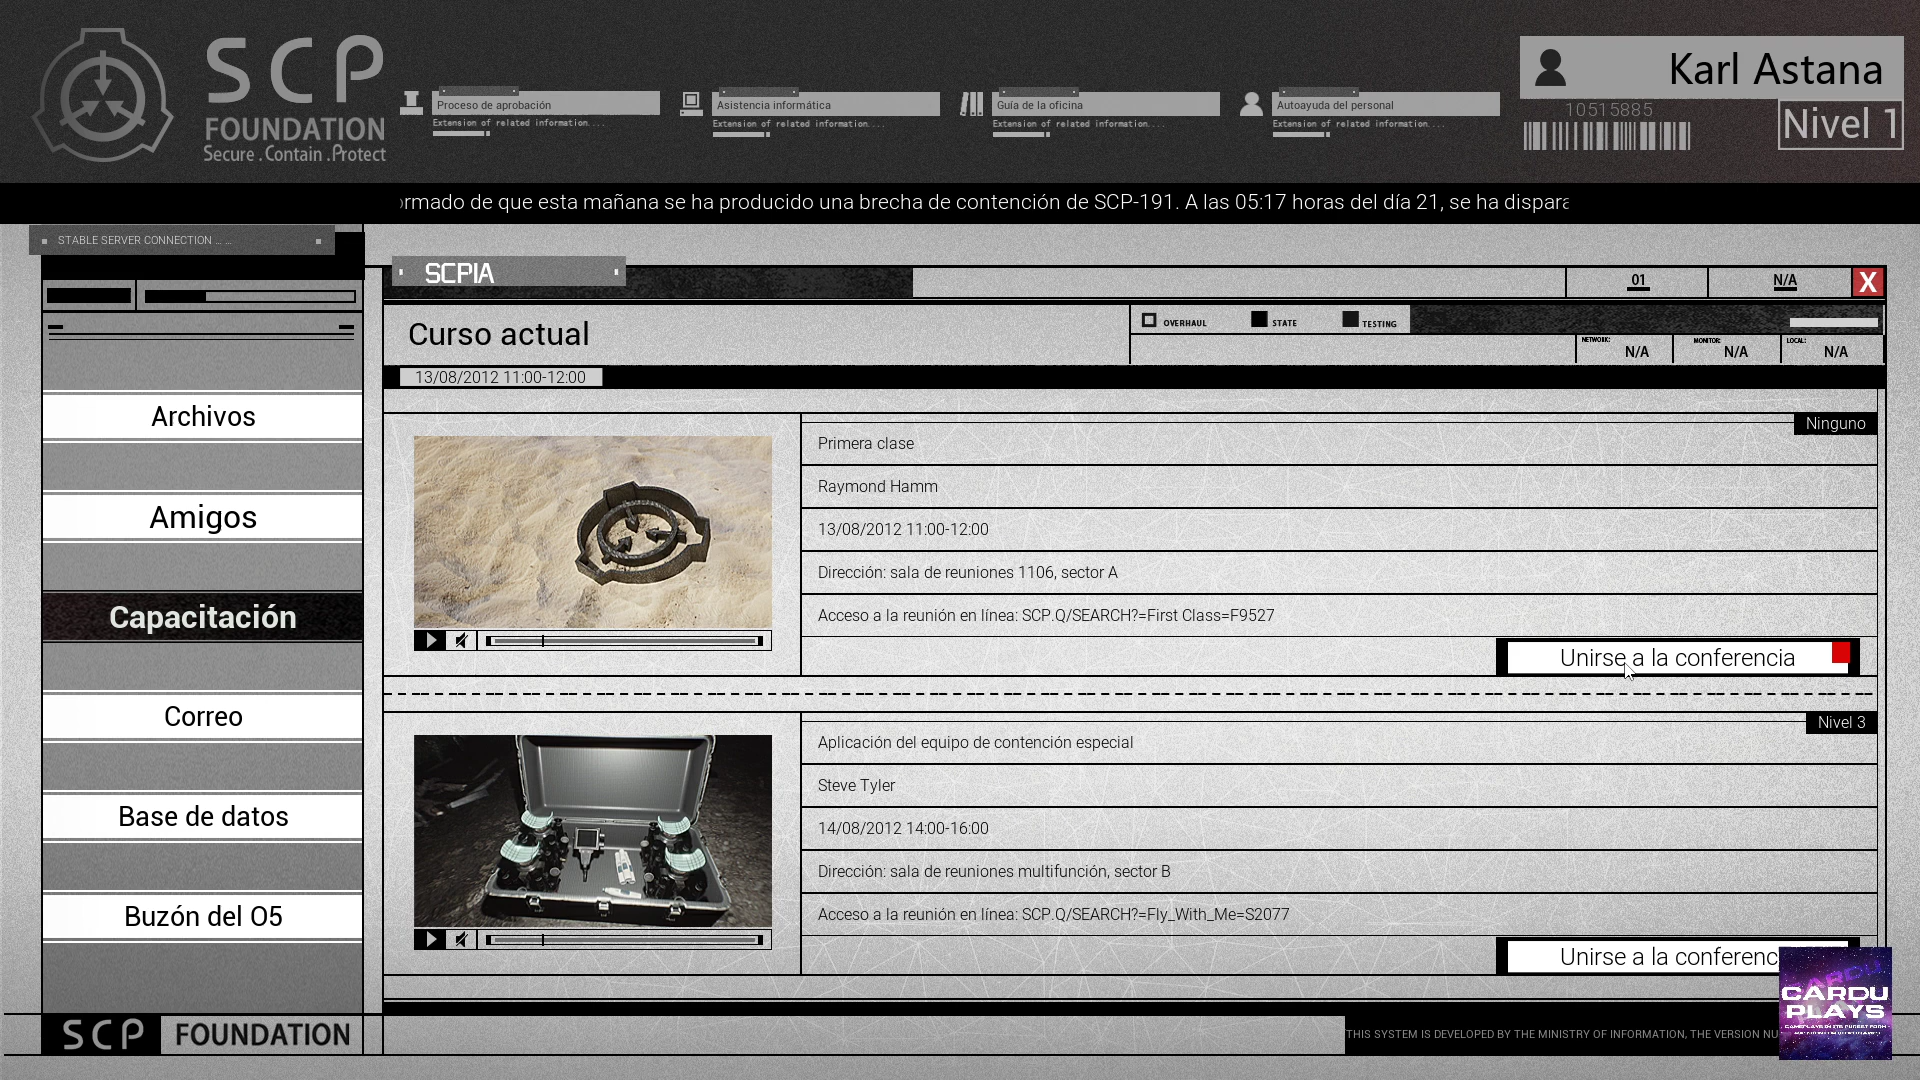 SCP
FOUNDATION
Secure . Contain . Protect
Proceso de aprobación
Extension of related information....
Asistencia informática
Extension of related information....
Guía de la oficina
Extension of related information....
Autoayuda del personal
Extension of related information....
Karl Astana
10515885
Nivel 1
ormado de que esta mañana se ha producido una brecha de contención de SCP-191. A las 05:17 horas del día 21, se ha dispara
STABLE SERVER CONNECTION ... ...
SCPIA
01
N/A
X
Curso actual
OVERHAUL
STATE
TESTING
NETWORK:
N/A
MONITOR:
N/A
LOCAL:
N/A
13/08/2012 11:00-12:00
Archivos
Amigos
Capacitación
Correo
Base de datos
Buzón del O5
Ninguno
Primera clase
Raymond Hamm
13/08/2012 11:00-12:00
Dirección: sala de reuniones 1106, sector A
Acceso a la reunión en línea: SCP.Q/SEARCH?=First Class=F9527
Unirse a la conferencia
Nivel 3
Aplicación del equipo de contención especial
Steve Tyler
14/08/2012 14:00-16:00
Dirección: sala de reuniones multifunción, sector B
Acceso a la reunión en línea: SCP.Q/SEARCH?=Fly_With_Me=S2077
Unirse a la conferenc
SCP FOUNDATION
THIS SYSTEM IS DEVELOPED BY THE MINISTRY OF INFORMATION, THE VERSION NU
CARDU
PLAYS